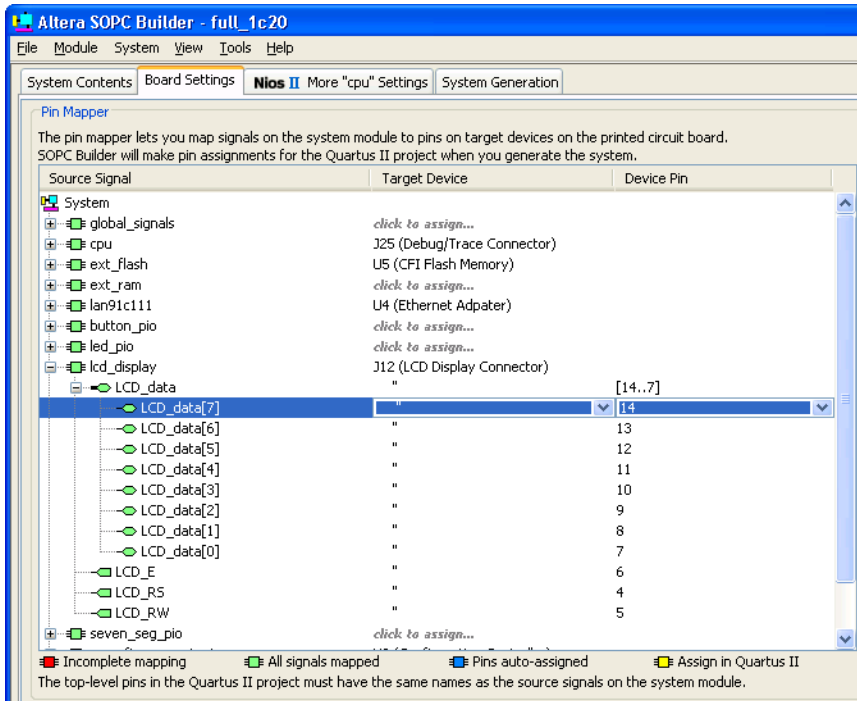 Altera SOPC Builder - full_1c20
File Module System View Tools Help
System Contents Board Settings Nios II More "cpu" Settings System Generation
Pin Mapper
The pin mapper lets you map signals on the system module to pins on target devices on the printed circuit board.
SOPC Builder will make pin assignments for the Quartus II project when you generate the system.
Source Signal Target Device Device Pin
System
global_signals click to assign...
cpu J25 (Debug/Trace Connector)
ext_flash U5 (CFI Flash Memory)
ext_ram click to assign...
lan91c111 U4 (Ethernet Adpater)
button_pio click to assign...
led_pio click to assign...
lcd_display J12 (LCD Display Connector)
LCD_data " [14..7]
LCD_data[7] " 14
LCD_data[6] " 13
LCD_data[5] " 12
LCD_data[4] " 11
LCD_data[3] " 10
LCD_data[2] " 9
LCD_data[1] " 8
LCD_data[0] " 7
LCD_E " 6
LCD_RS " 4
LCD_RW " 5
seven_seg_pio click to assign...
Incomplete mapping All signals mapped Pins auto-assigned Assign in Quartus II
The top-level pins in the Quartus II project must have the same names as the source signals on the system module.